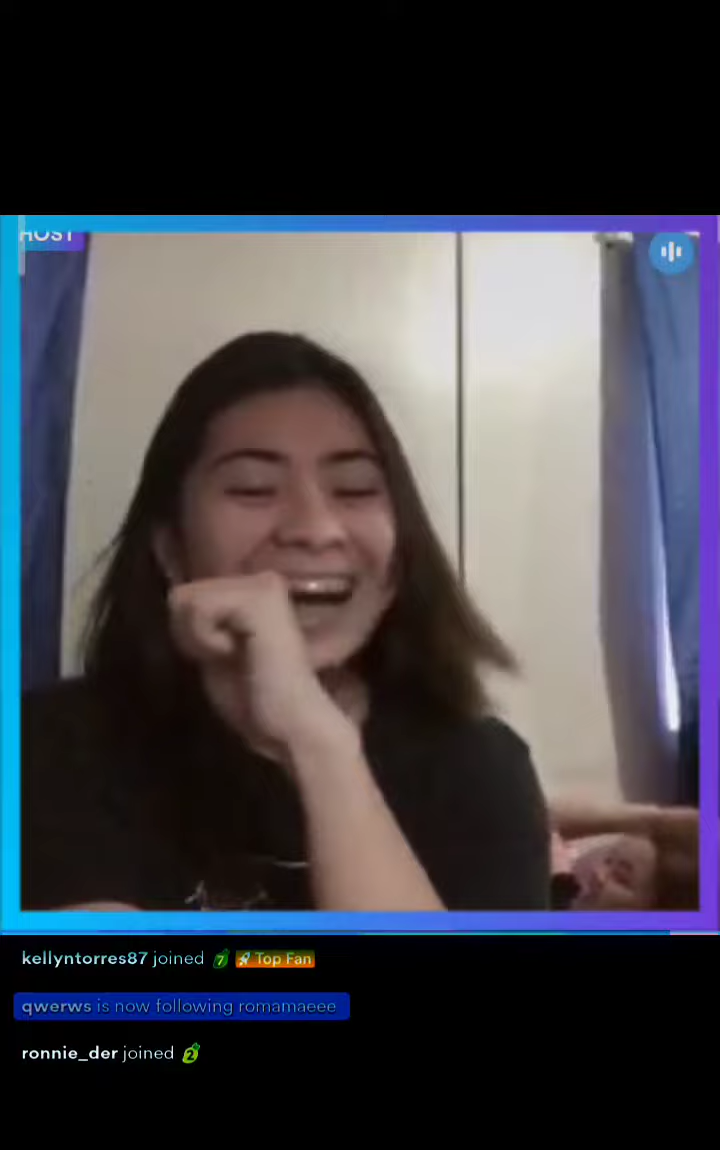 HOST
kellyntorres87 joined 7 Top Fan
qwerws is now following romamaeee
ronnie_der joined 2